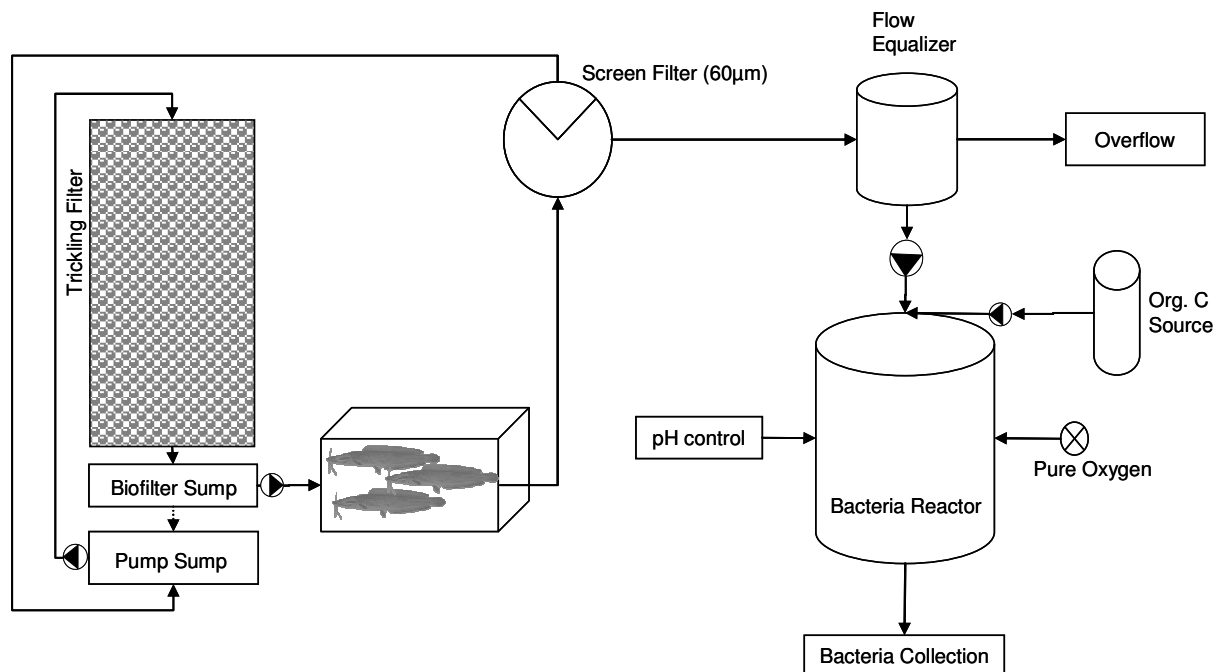 Flow
Equalizer
Screen Filter (60µm)
Overflow
Trickling Filter
Org. C
Source
pH control
Pure Oxygen
Biofilter Sump
Bacteria Reactor
Pump Sump
Bacteria Collection